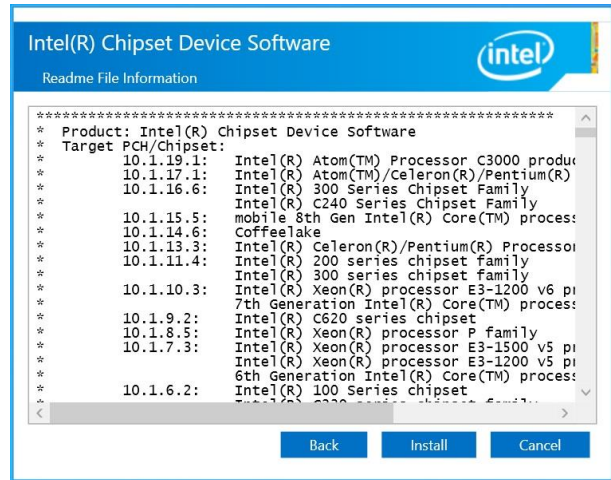 Intel(R) Chipset Device Software
intel
Readme File Information
************************************************************
* Product: Intel(R) Chipset Device Software
* Target PCH/Chipset:
* 10.1.19.1: Intel(R) Atom(TM) Processor C3000 produc
* 10.1.17.1: Intel(R) Atom(TM)/Celeron(R)/Pentium(R)
* 10.1.16.6: Intel(R) 300 Series Chipset Family
* Intel(R) C240 Series Chipset Family
* 10.1.15.5: mobile 8th Gen Intel(R) Core(TM) process
* 10.1.14.6: Coffeelake
* 10.1.13.3: Intel(R) Celeron(R)/Pentium(R) Processor
* 10.1.11.4: Intel(R) 200 series chipset family
* Intel(R) 300 series chipset family
* 10.1.10.3: Intel(R) Xeon(R) processor E3-1200 v6 pr
* 7th Generation Intel(R) Core(TM) process
* 10.1.9.2: Intel(R) C620 series chipset
* 10.1.8.5: Intel(R) Xeon(R) processor P family
* 10.1.7.3: Intel(R) Xeon(R) processor E3-1500 v5 pr
* Intel(R) Xeon(R) processor E3-1200 v5 pr
* 6th Generation Intel(R) Core(TM) process
* 10.1.6.2: Intel(R) 100 Series chipset
Back Install Cancel